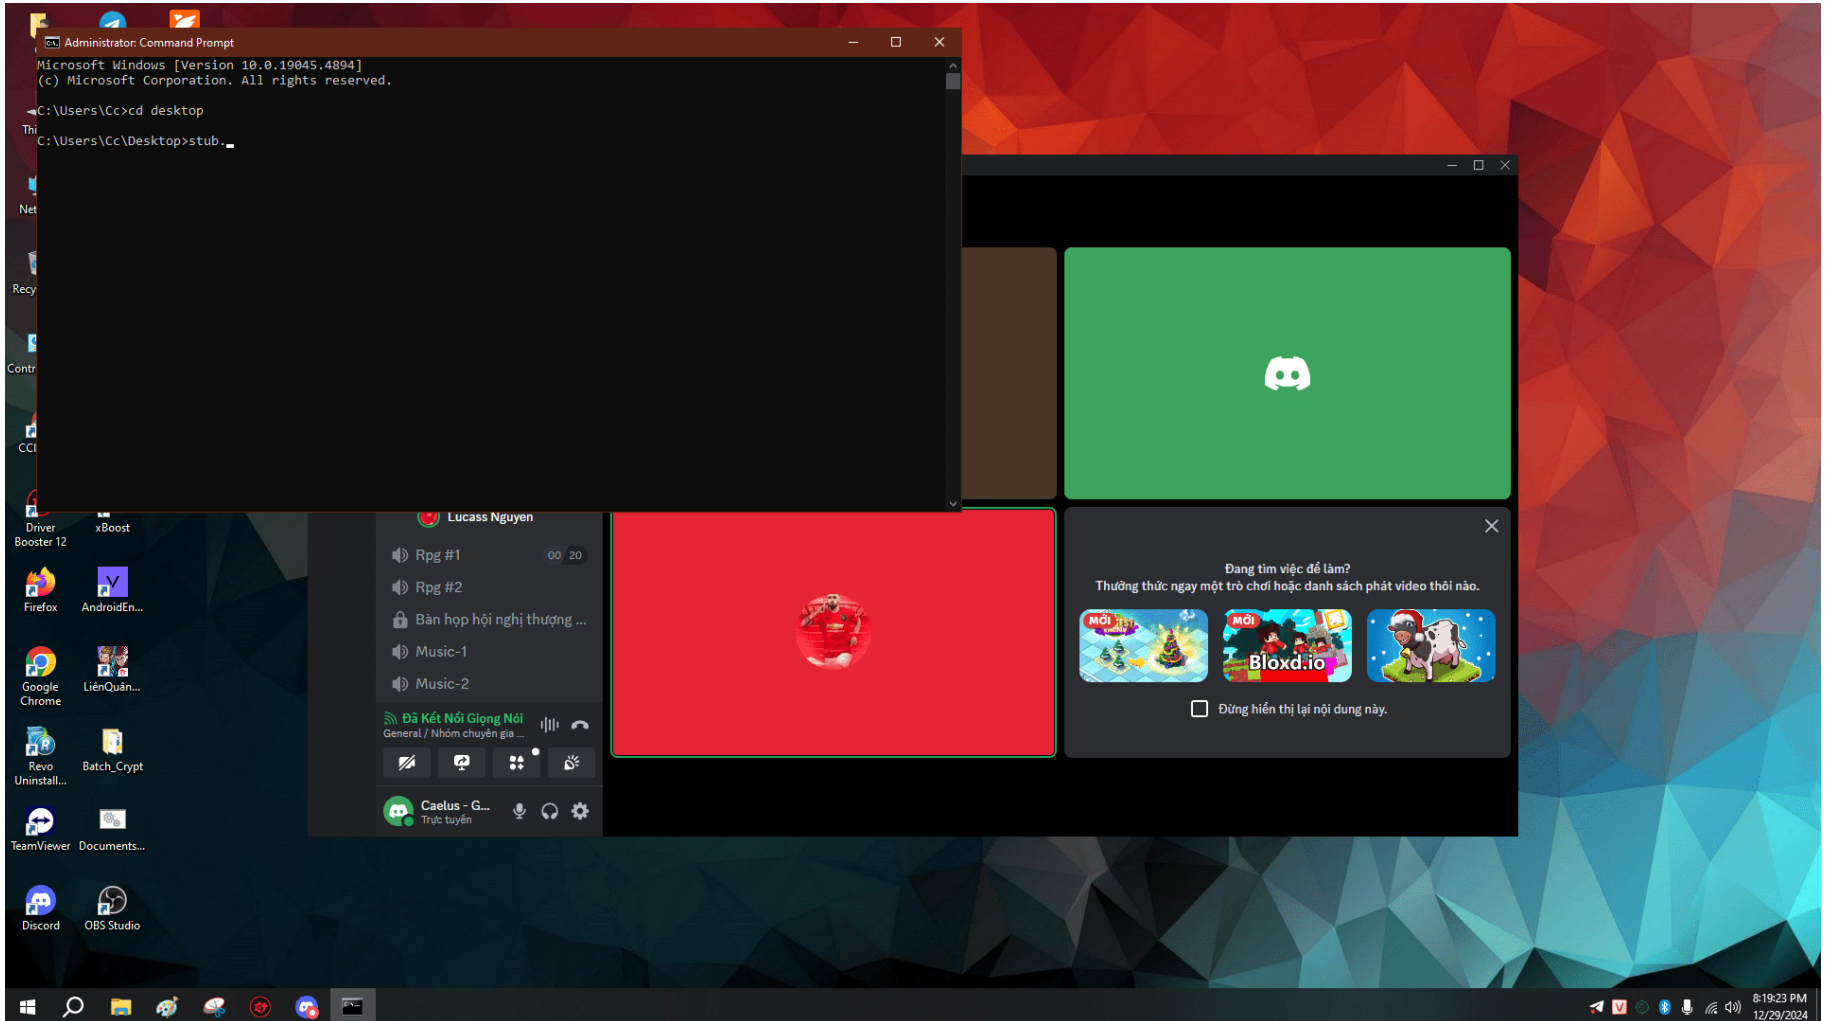 Administrator: Command Prompt
Microsoft Windows [Version 10.0.19045.4894]
(c) Microsoft Corporation. All rights reserved.
C:\Users\Cc>cd desktop
C:\Users\Cc\Desktop>stub.
Driver
Booster 12
xBoost
Firefox
AndroidEn...
Google
Chrome
LiênQuân...
Revo
Uninstall...
Batch_Crypt
TeamViewer
Documents...
Discord
OBS Studio
Lucass Nguyen
Rpg #1
00 20
Rpg #2
Bàn họp hội nghị thượng ...
Music-1
Music-2
Đã Kết Nối Giọng Nói
General / Nhóm chuyên gia ...
Caelus - G...
Trực tuyến
Đang tìm việc để làm?
Thưởng thức ngay một trò chơi hoặc danh sách phát video thôi nào.
MỚI
MỚI
Bloxd.io
Đừng hiển thị lại nội dung này.
8:19:23 PM
12/29/2024